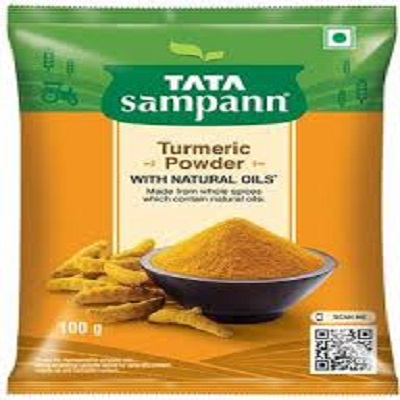 TATA
sampann
Turmeric
Powder
WITH NATURAL OILS*
Made from whole spices
which contain natural oils.
SCAN ME
100 g